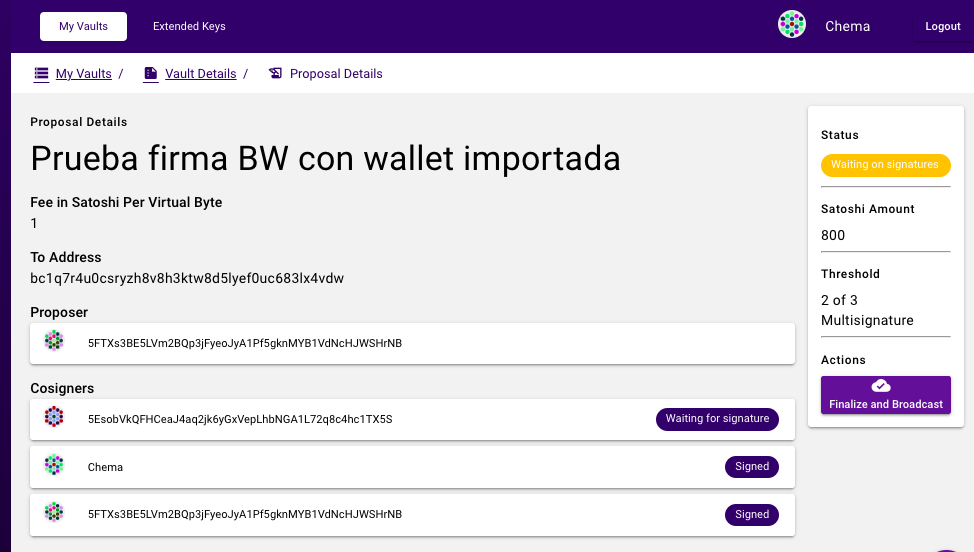 My Vaults
Extended Keys
Chema
Logout
My Vaults /
Vault Details /
Proposal Details
Proposal Details
Prueba firma BW con wallet importada
Fee in Satoshi Per Virtual Byte
1
To Address
bc1q7r4u0csryzh8v8h3ktw8d5lyef0uc683lx4vdw
Proposer
5FTXs3BE5LVm2BQp3jFyeoJyA1Pf5gknMYB1VdNcHJWSHrNB
Cosigners
5EsobVkQFHCeaJ4aq2jk6yGxVepLhbNGA1L72q8c4hc1TX5S
Waiting for signature
Chema
Signed
5FTXs3BE5LVm2BQp3jFyeoJyA1Pf5gknMYB1VdNcHJWSHrNB
Signed
Status
Waiting on signatures
Satoshi Amount
800
Threshold
2 of 3
Multisignature
Actions
Finalize and Broadcast